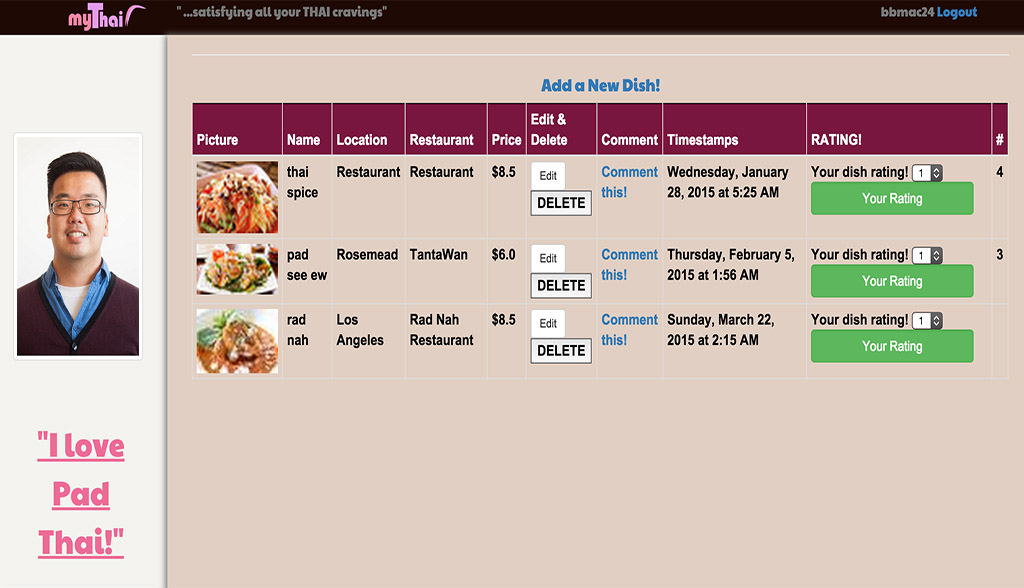 myThai
"...satisfying all your THAI cravings"
bbmac24 Logout
Add a New Dish!
Picture Name Location Restaurant Price Edit & Delete Comment Timestamps RATING! #
thai spice Restaurant Restaurant $8.5 Edit DELETE Comment this! Wednesday, January 28, 2015 at 5:25 AM Your dish rating! 1 Your Rating 4
pad see ew Rosemead TantaWan $6.0 Edit DELETE Comment this! Thursday, February 5, 2015 at 1:56 AM Your dish rating! 1 Your Rating 3
rad nah Los Angeles Rad Nah Restaurant $8.5 Edit DELETE Comment this! Sunday, March 22, 2015 at 2:15 AM Your dish rating! 1 Your Rating
"I love
Pad
Thai!"